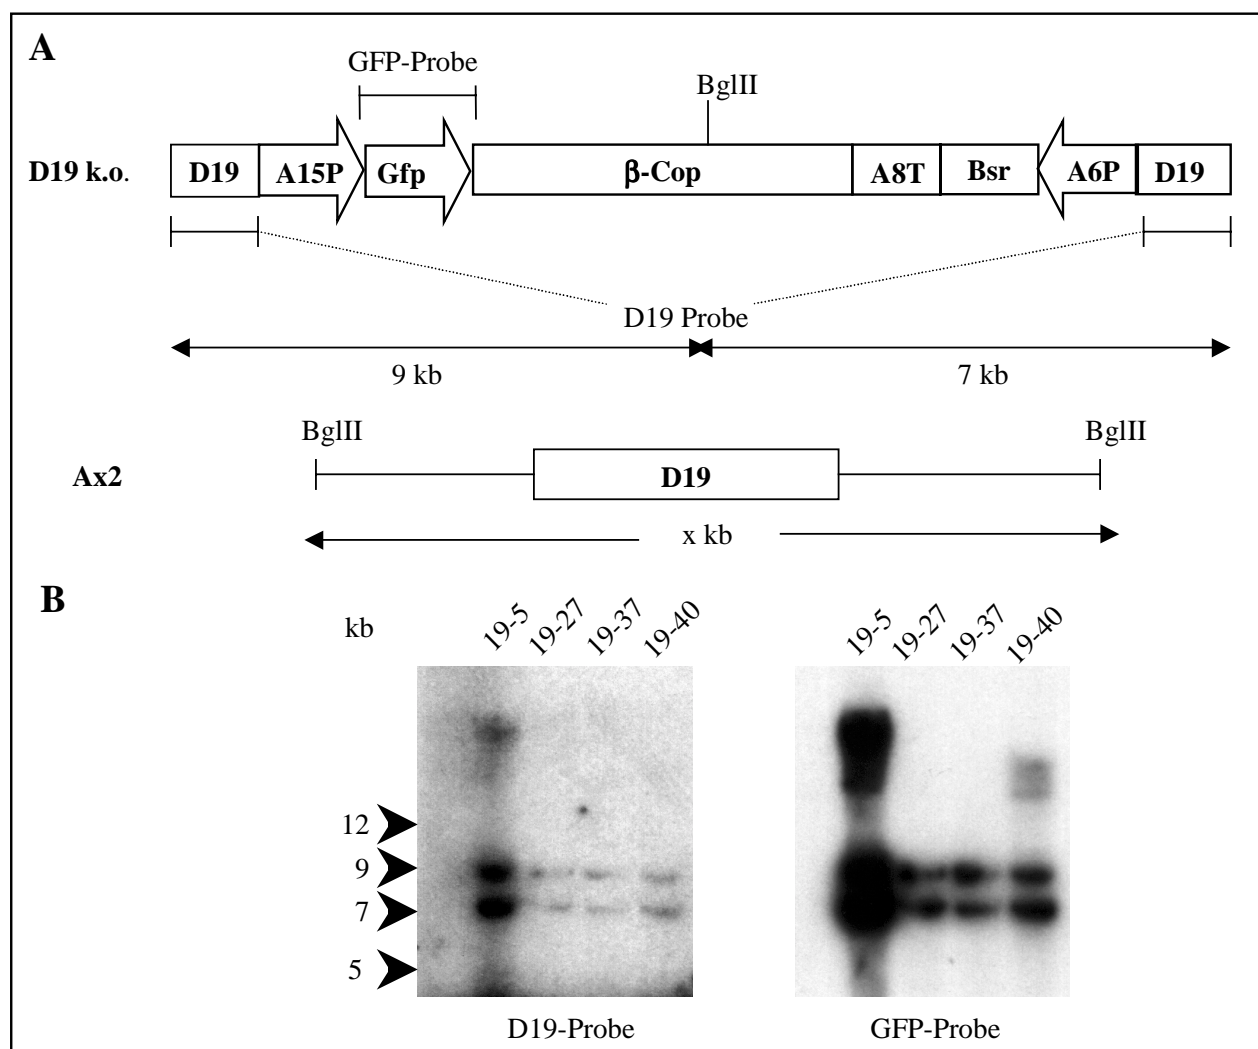 A
GFP-Probe
BglII
D19 k.o.
D19 A15P Gfp β-Cop A8T Bsr A6P D19
D19 Probe
9 kb 7 kb
BglII BglII
Ax2
D19
x kb
B
kb
19-5 19-27 19-37 19-40
19-5 19-27 19-37 19-40
12
9
7
5
D19-Probe GFP-Probe